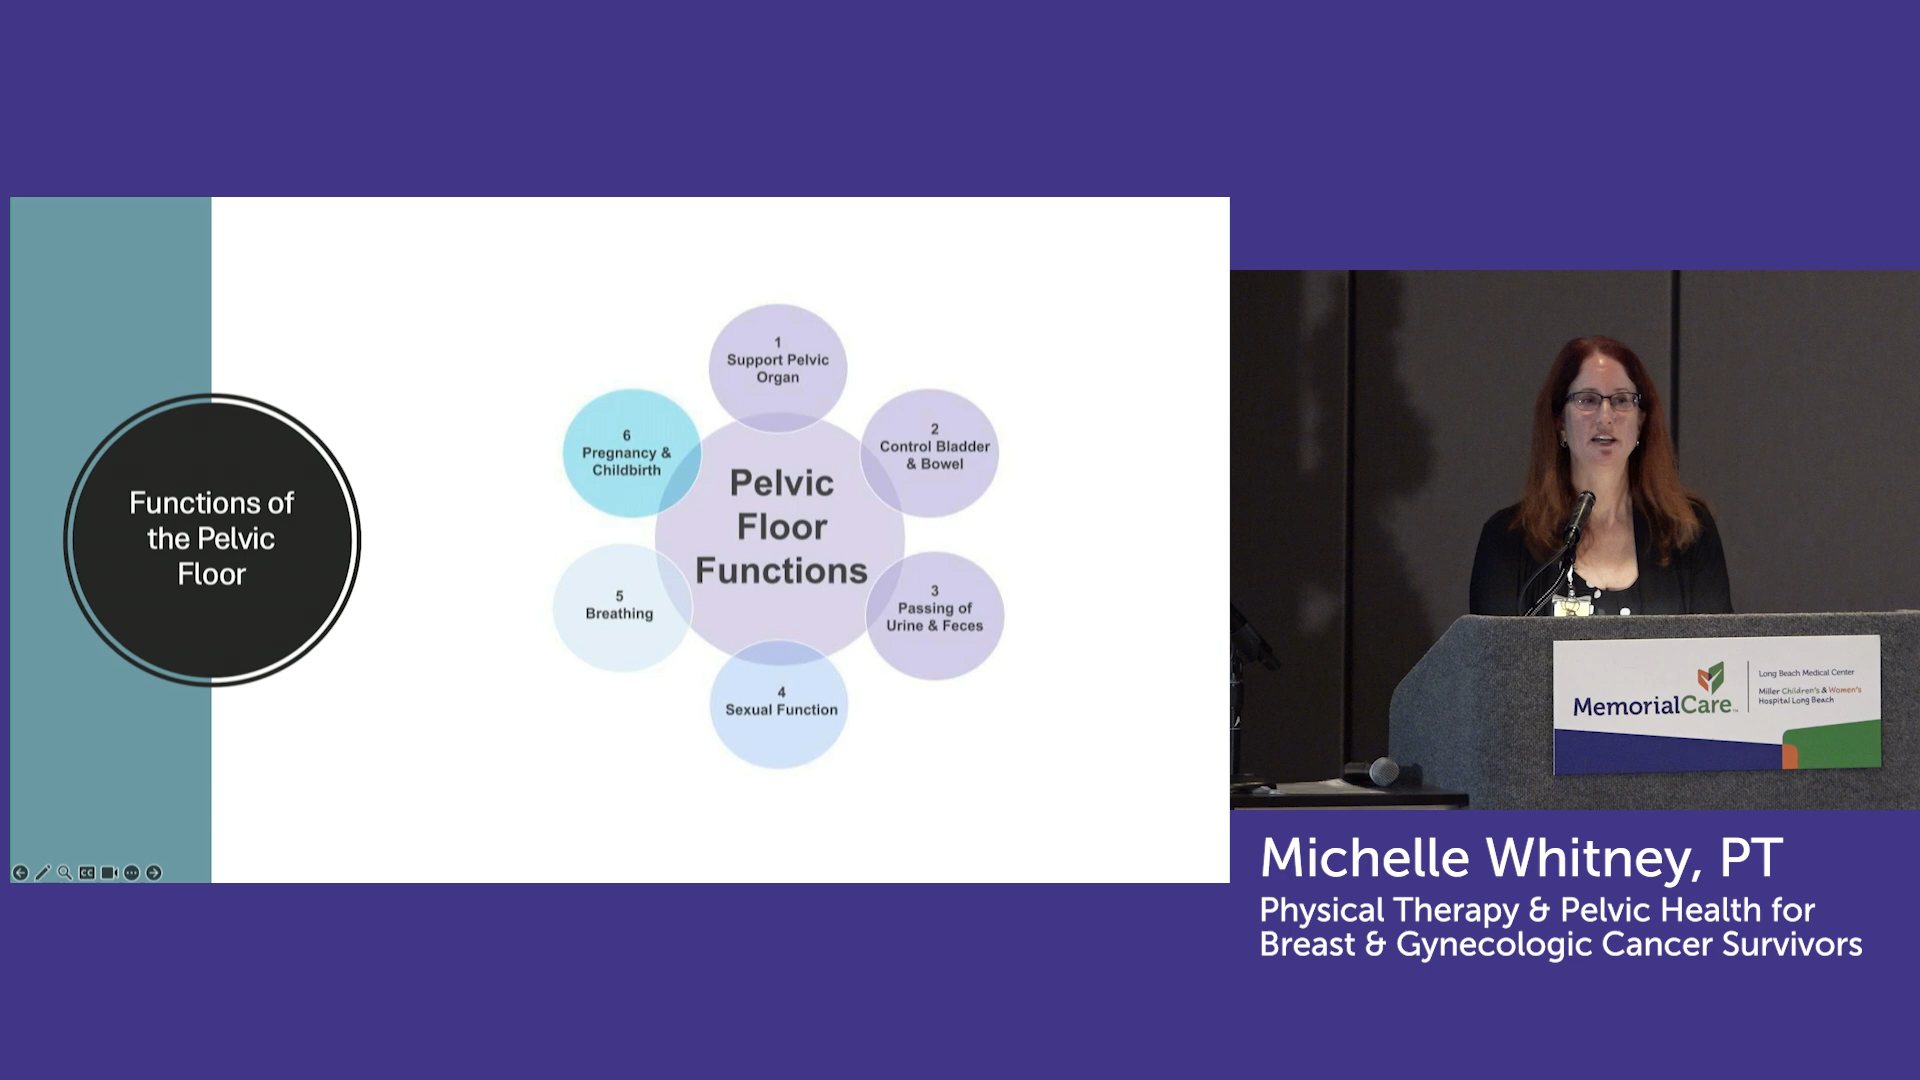 Functions of
the Pelvic
Floor
Pelvic
Floor
Functions
1
Support Pelvic
Organ
2
Control Bladder
& Bowel
3
Passing of
Urine & Feces
4
Sexual Function
5
Breathing
6
Pregnancy &
Childbirth
CC
MemorialCare™
Long Beach Medical Center
Miller Children's & Women's
Hospital Long Beach
Michelle Whitney, PT
Physical Therapy & Pelvic Health for
Breast & Gynecologic Cancer Survivors